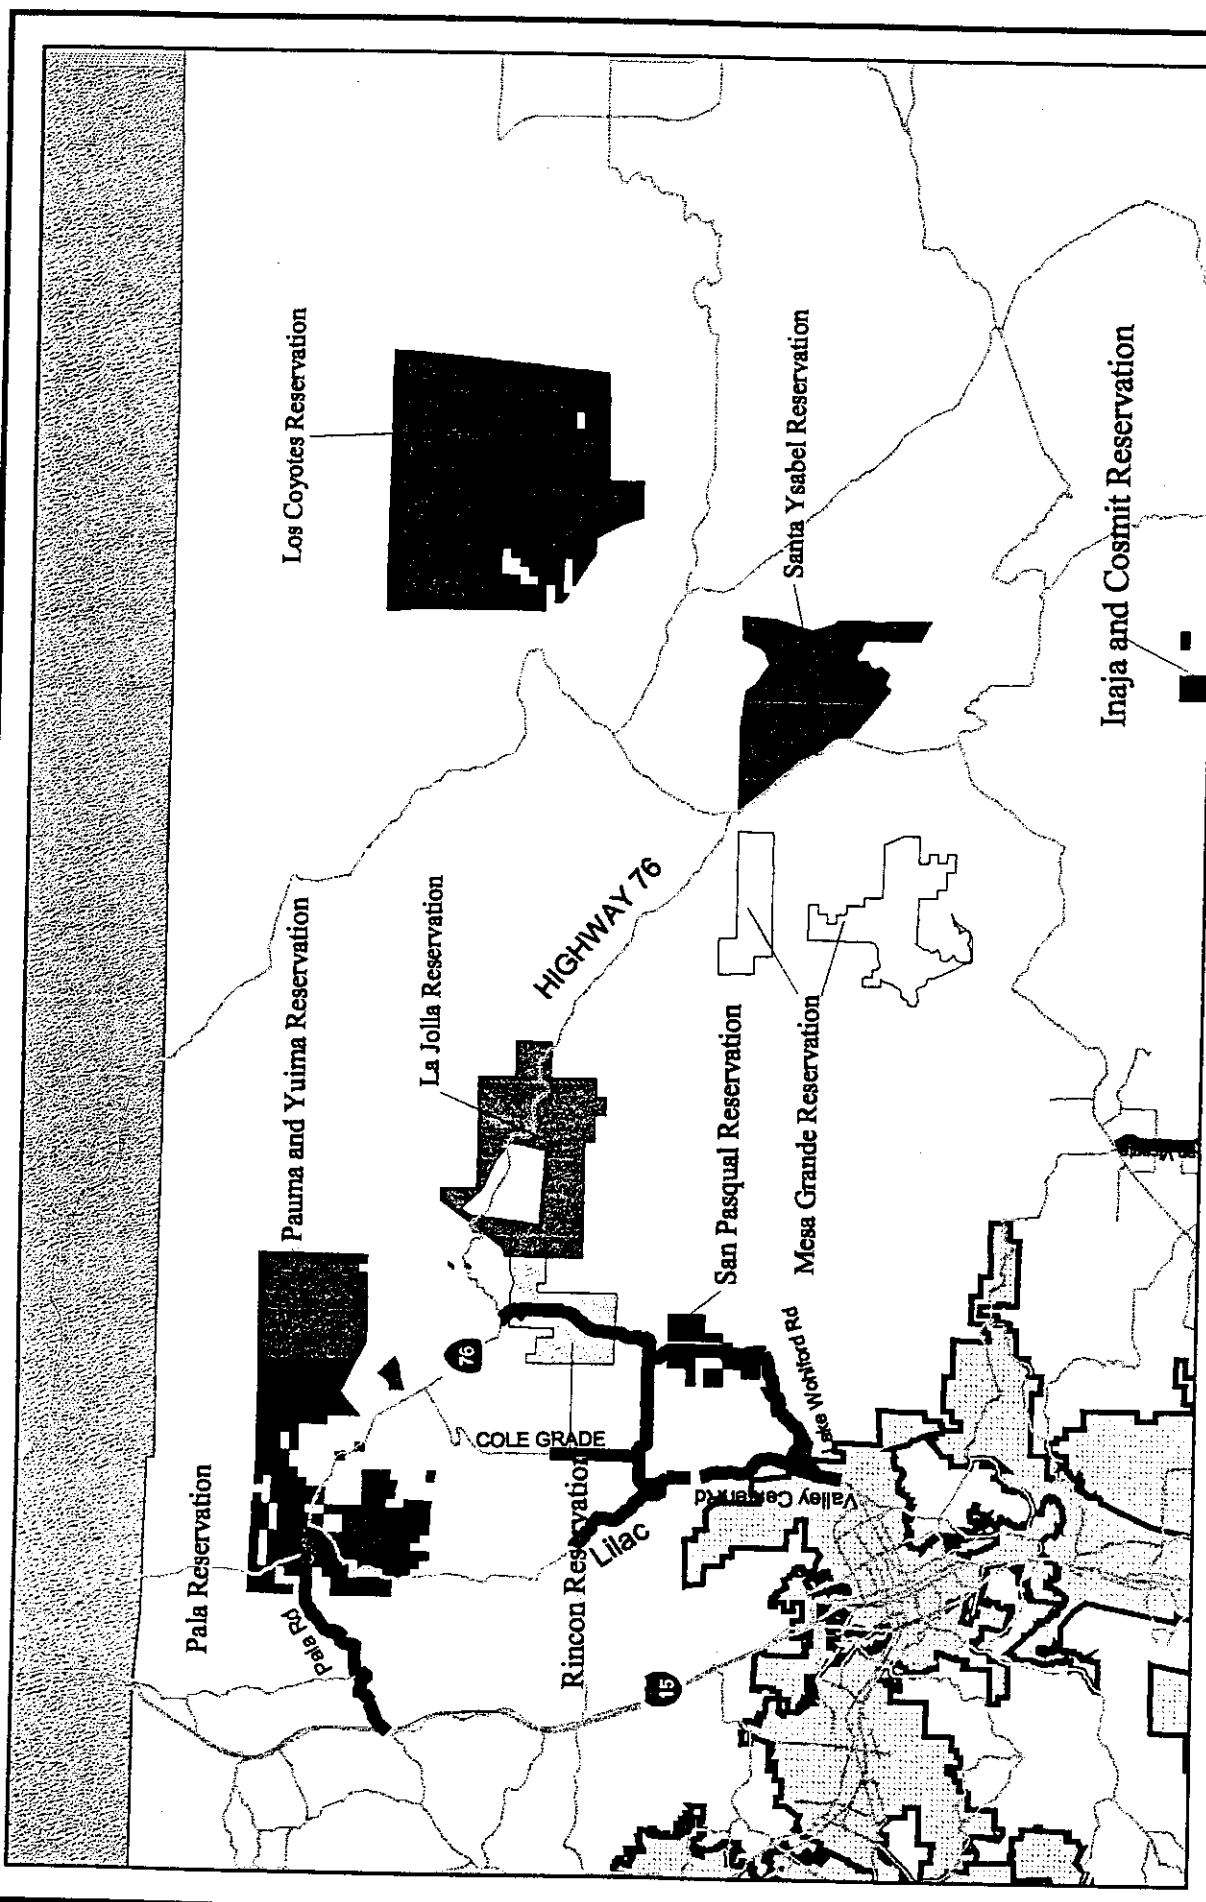 Los Coyotes Reservation
Pauma and Yuima Reservation
Pala Reservation
La Jolla Reservation
HIGHWAY 76
76
Pala Rd
COLE GRADE
Rincon Reservation
Lilac
15
San Pasqual Reservation
Santa Ysabel Reservation
Mesa Grande Reservation
Lake Wohlford Rd
Valley Center Rd
Inaja and Cosmit Reservation